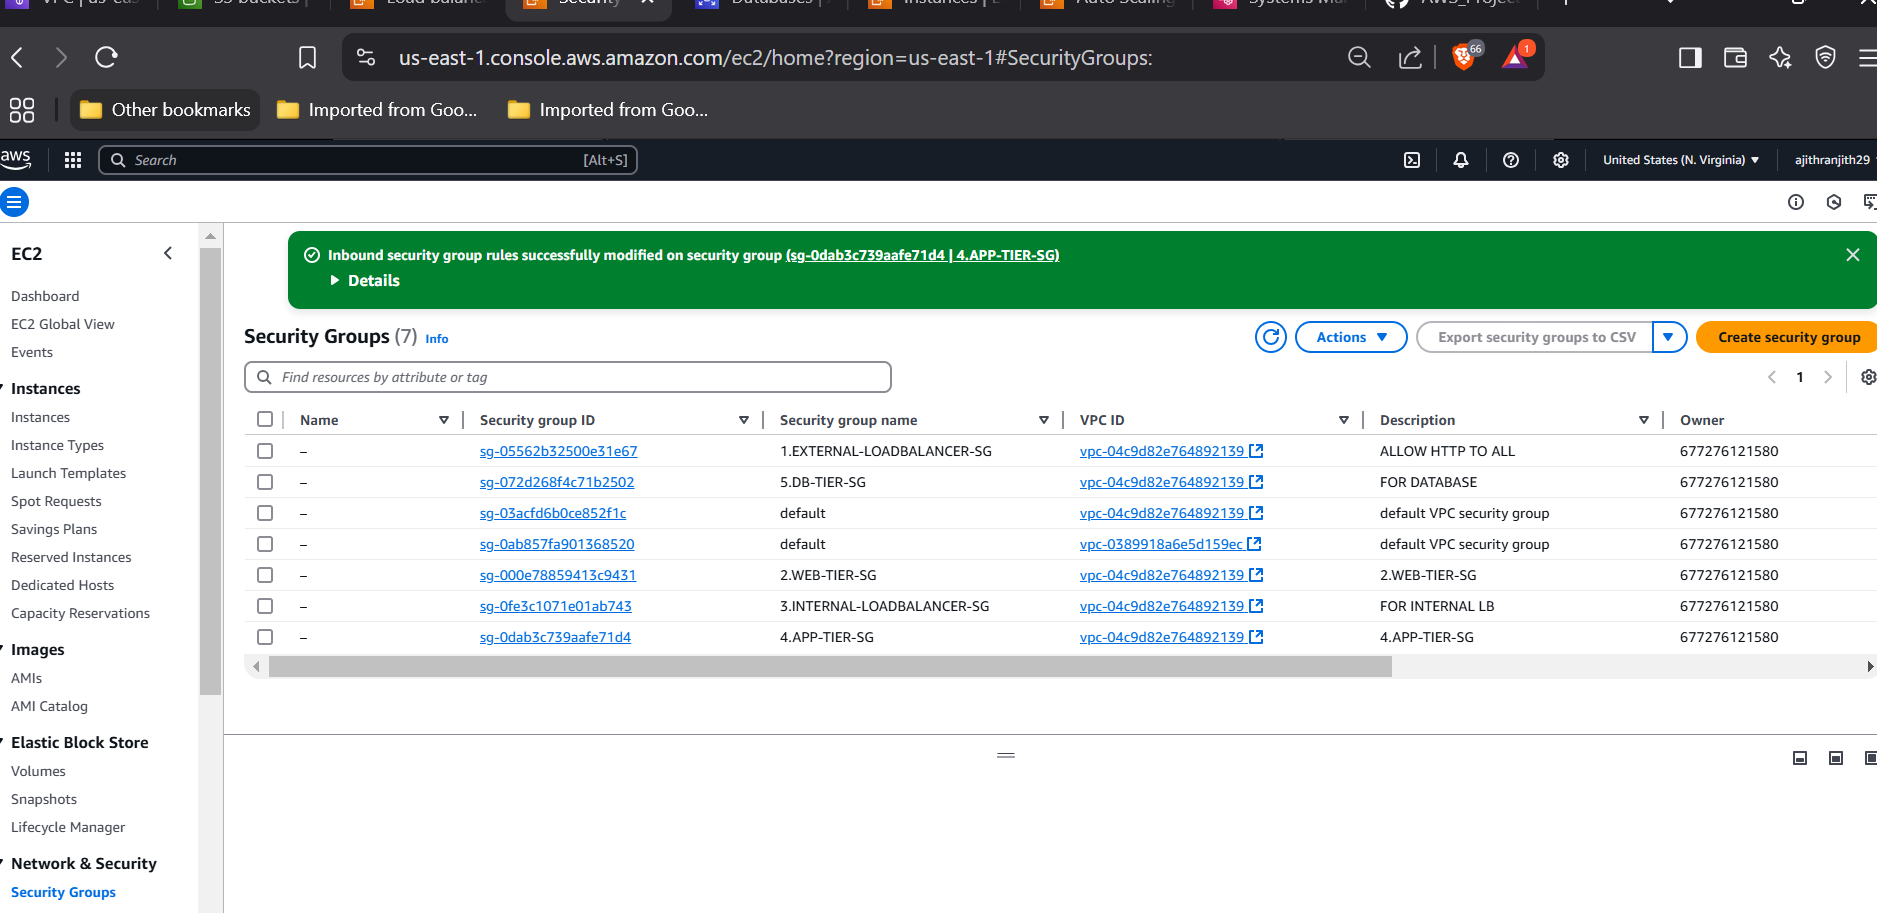 us-east-1.console.aws.amazon.com/ec2/home?region=us-east-1#SecurityGroups:
66
1
Other bookmarks
Imported from Goo...
Imported from Goo...
aws
Search
[Alt+S]
United States (N. Virginia)
ajithranjith29
EC2
Dashboard
EC2 Global View
Events
Instances
Instances
Instance Types
Launch Templates
Spot Requests
Savings Plans
Reserved Instances
Dedicated Hosts
Capacity Reservations
Images
AMIs
AMI Catalog
Elastic Block Store
Volumes
Snapshots
Lifecycle Manager
Network & Security
Security Groups
Inbound security group rules successfully modified on security group (sg-0dab3c739aafe71d4 | 4.APP-TIER-SG)
Details
Security Groups (7) Info
Actions
Export security groups to CSV
Create security group
Find resources by attribute or tag
1
Name Security group ID Security group name VPC ID Description Owner
– sg-05562b32500e31e67 1.EXTERNAL-LOADBALANCER-SG vpc-04c9d82e764892139 ALLOW HTTP TO ALL 677276121580
– sg-072d268f4c71b2502 5.DB-TIER-SG vpc-04c9d82e764892139 FOR DATABASE 677276121580
– sg-03acfd6b0ce852f1c default vpc-04c9d82e764892139 default VPC security group 677276121580
– sg-0ab857fa901368520 default vpc-0389918a6e5d159ec default VPC security group 677276121580
– sg-000e78859413c9431 2.WEB-TIER-SG vpc-04c9d82e764892139 2.WEB-TIER-SG 677276121580
– sg-0fe3c1071e01ab743 3.INTERNAL-LOADBALANCER-SG vpc-04c9d82e764892139 FOR INTERNAL LB 677276121580
– sg-0dab3c739aafe71d4 4.APP-TIER-SG vpc-04c9d82e764892139 4.APP-TIER-SG 677276121580